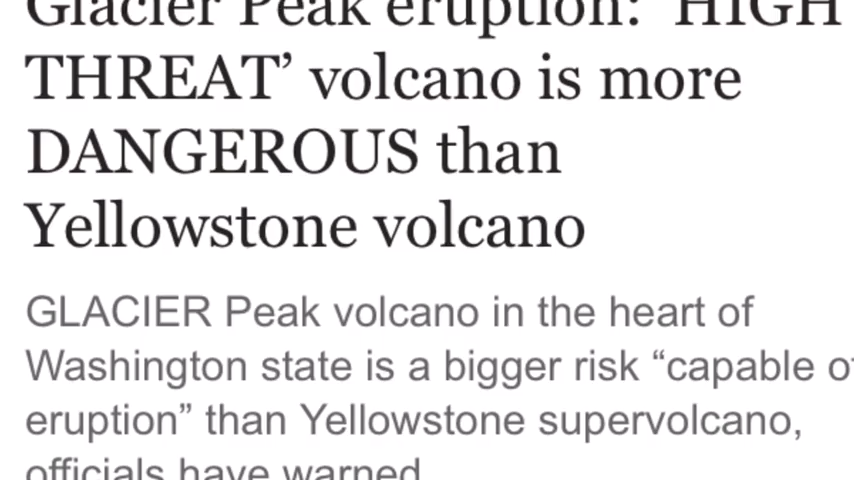 Glacier Peak eruption: ‘HIGH
THREAT’ volcano is more
DANGEROUS than
Yellowstone volcano
GLACIER Peak volcano in the heart of
Washington state is a bigger risk “capable of
eruption” than Yellowstone supervolcano,
officials have warned